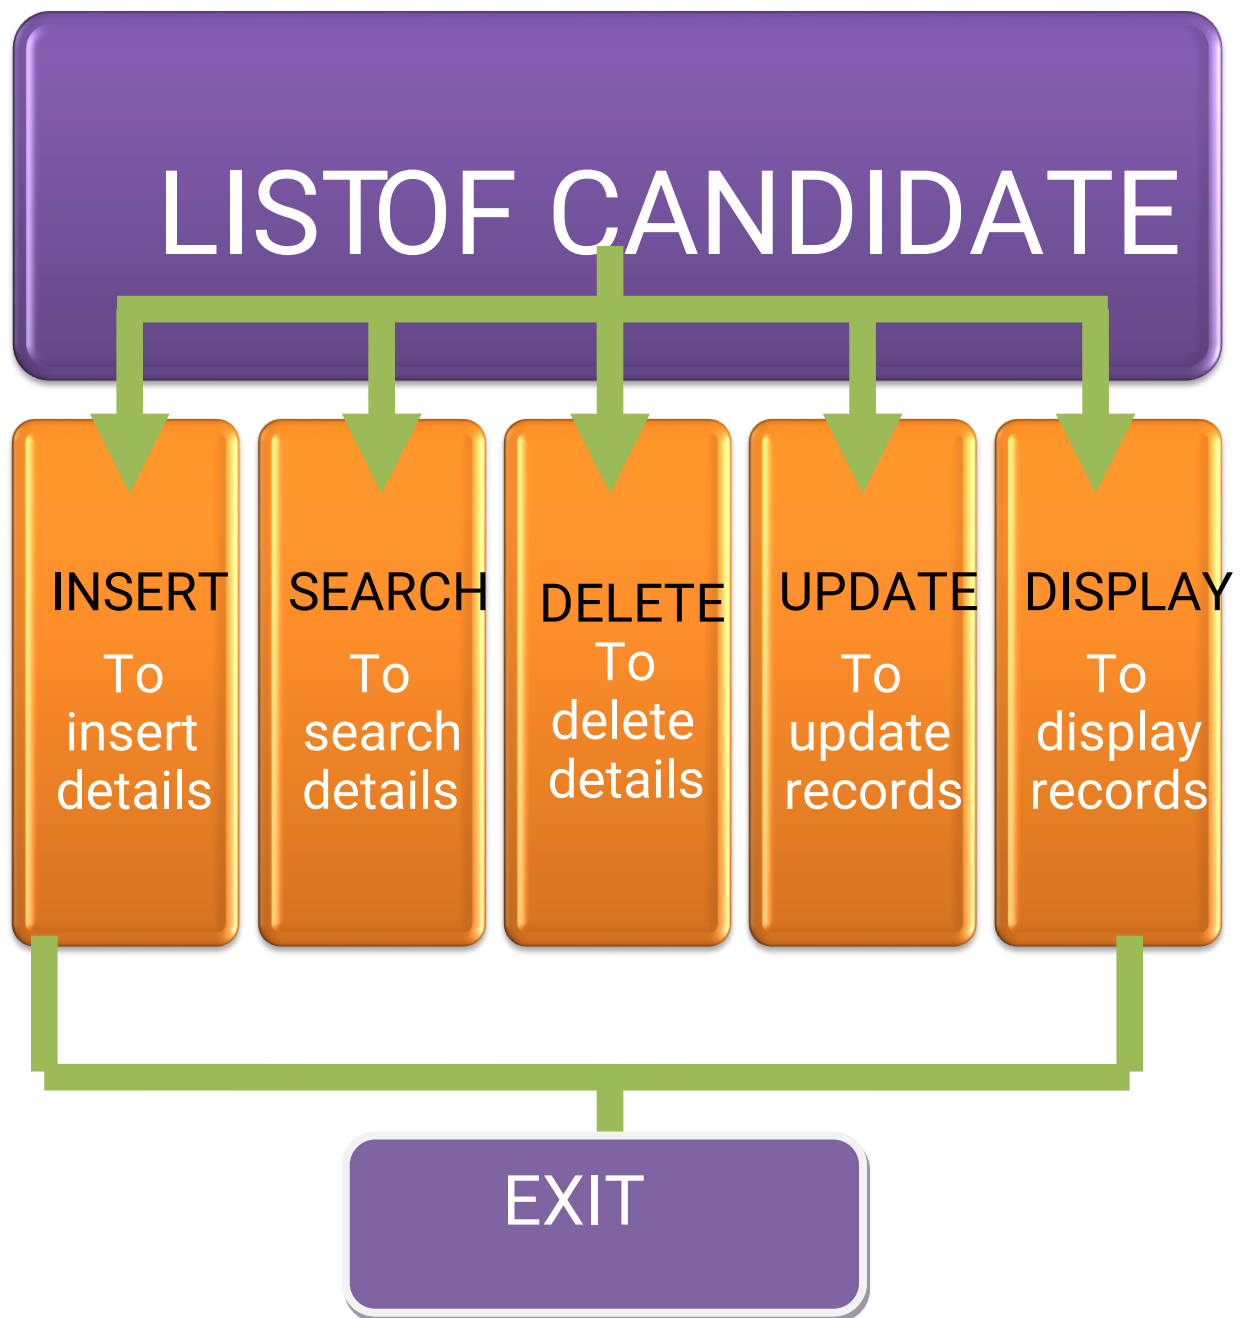 LISTOF CANDIDATE
INSERT
To
insert
details
SEARCH
To
search
details
DELETE
To
delete
details
UPDATE
To
update
records
DISPLAY
To
display
records
EXIT